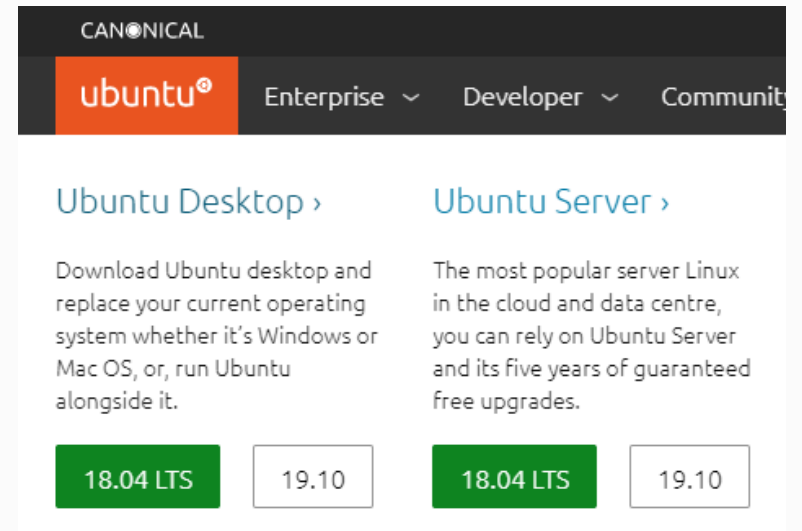 CANONICAL
ubuntu
Enterprise Developer
Ubuntu Desktop ›
Download Ubuntu desktop and
replace your current operating
system whether it's Windows or
Mac OS, or, run Ubuntu
alongside it.
18.04 LTS 19.10
Ubuntu Server ›
The most popular server Linux
in the cloud and data centre,
you can rely on Ubuntu Server
and its five years of guaranteed
free upgrades.
18.04 LTS 19.10